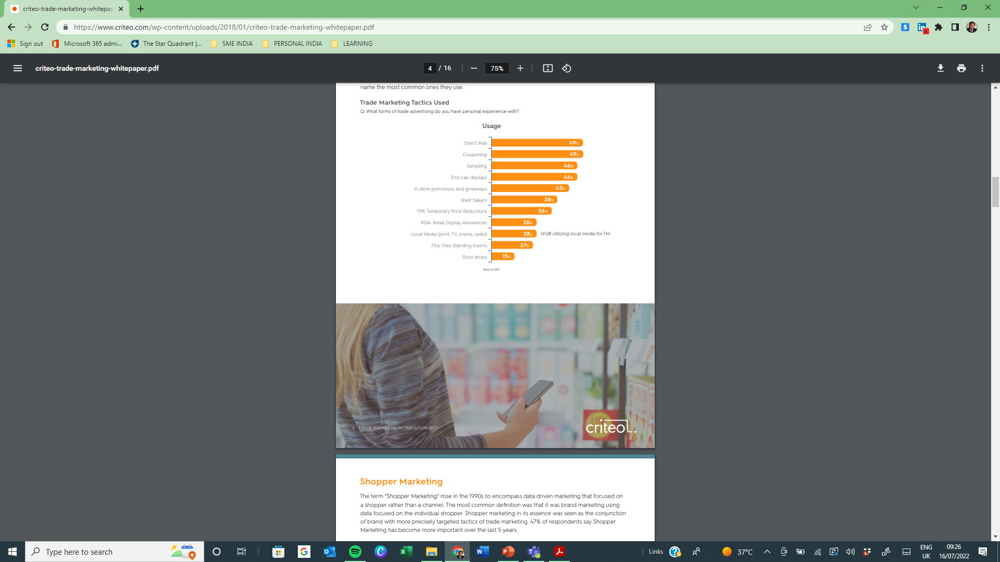 criteo-trade-marketing-whitepap
https://www.criteo.com/wp-content/uploads/2018/01/criteo-trade-marketing-whitepaper.pdf
S
in
6
Sign out
Microsoft 365 admi...
The Star Quadrant |...
SME INDIA
PERSONAL INDIA
LEARNING
criteo-trade-marketing-whitepaper.pdf
4 / 16
75%
name the most common ones they use.
Trade Marketing Tactics Used
Q. What forms of trade advertising do you have personal experience with?
Usage
Direct Mail 49%
Couponing 49%
Sampling 46%
End cap displays 46%
In store pomotions and giveaways 43%
Shelf Talkers 38%
TPR: Temporary Price Reductions 36%
RDA: Retail Display Allowances 28%
Local Media (print, TV, online, radio) 28% N=28 utilizing local media for TM
FSIs: Free Standing Inserts 27%
Door drops 15%
Base N=100
4 TRADE MARKETING IN TRANSITION 2017
criteol.
Shopper Marketing
The term “Shopper Marketing” rose in the 1990s to encompass data driven marketing that focused on
a shopper rather than a channel. The most common definition was that it was brand marketing using
data focused on the individual shopper. Shopper marketing in its essence was seen as the conjunction
of brand with more precisely targeted tactics of trade marketing. 47% of respondents say Shopper
Marketing has become more important over the last 5 years.
Type here to search
Links
37°C
ENG
UK
09:26
16/07/2022